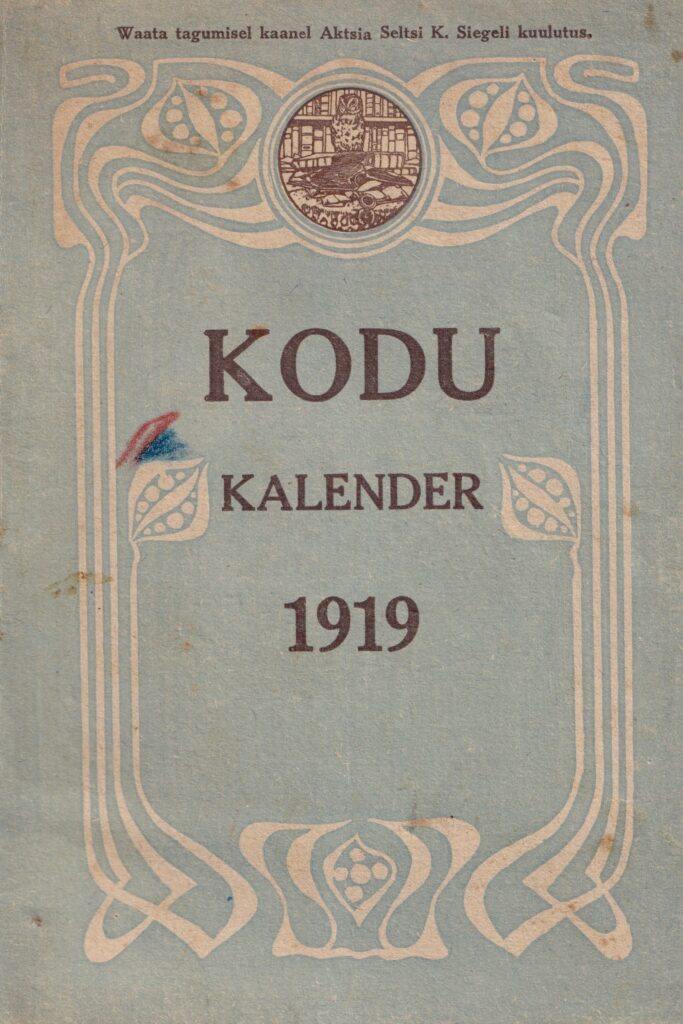 Waata tagumisel kaanel Aktsia Seltsi K. Siegeli kuulutus.
KODU
KALENDER
1919